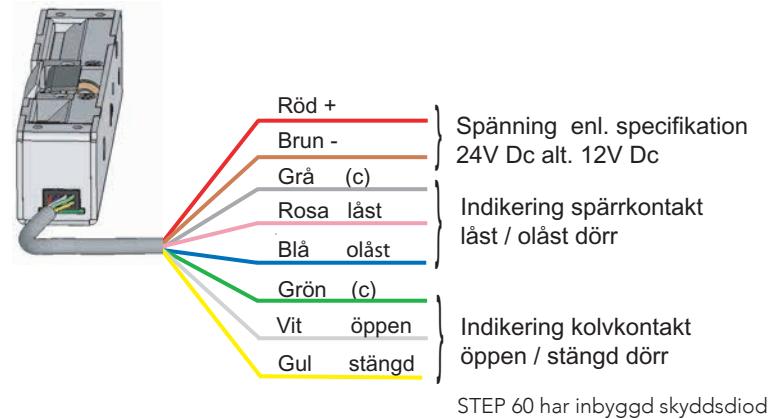 Röd +
Brun -
Spänning enl. specifikation
24V Dc alt. 12V Dc
Grå (c)
Rosa låst
Blå olåst
Indikering spärrkontakt
låst / olåst dörr
Grön (c)
Vit öppen
Gul stängd
Indikering kolvkontakt
öppen / stängd dörr
STEP 60 har inbyggd skyddsdiod